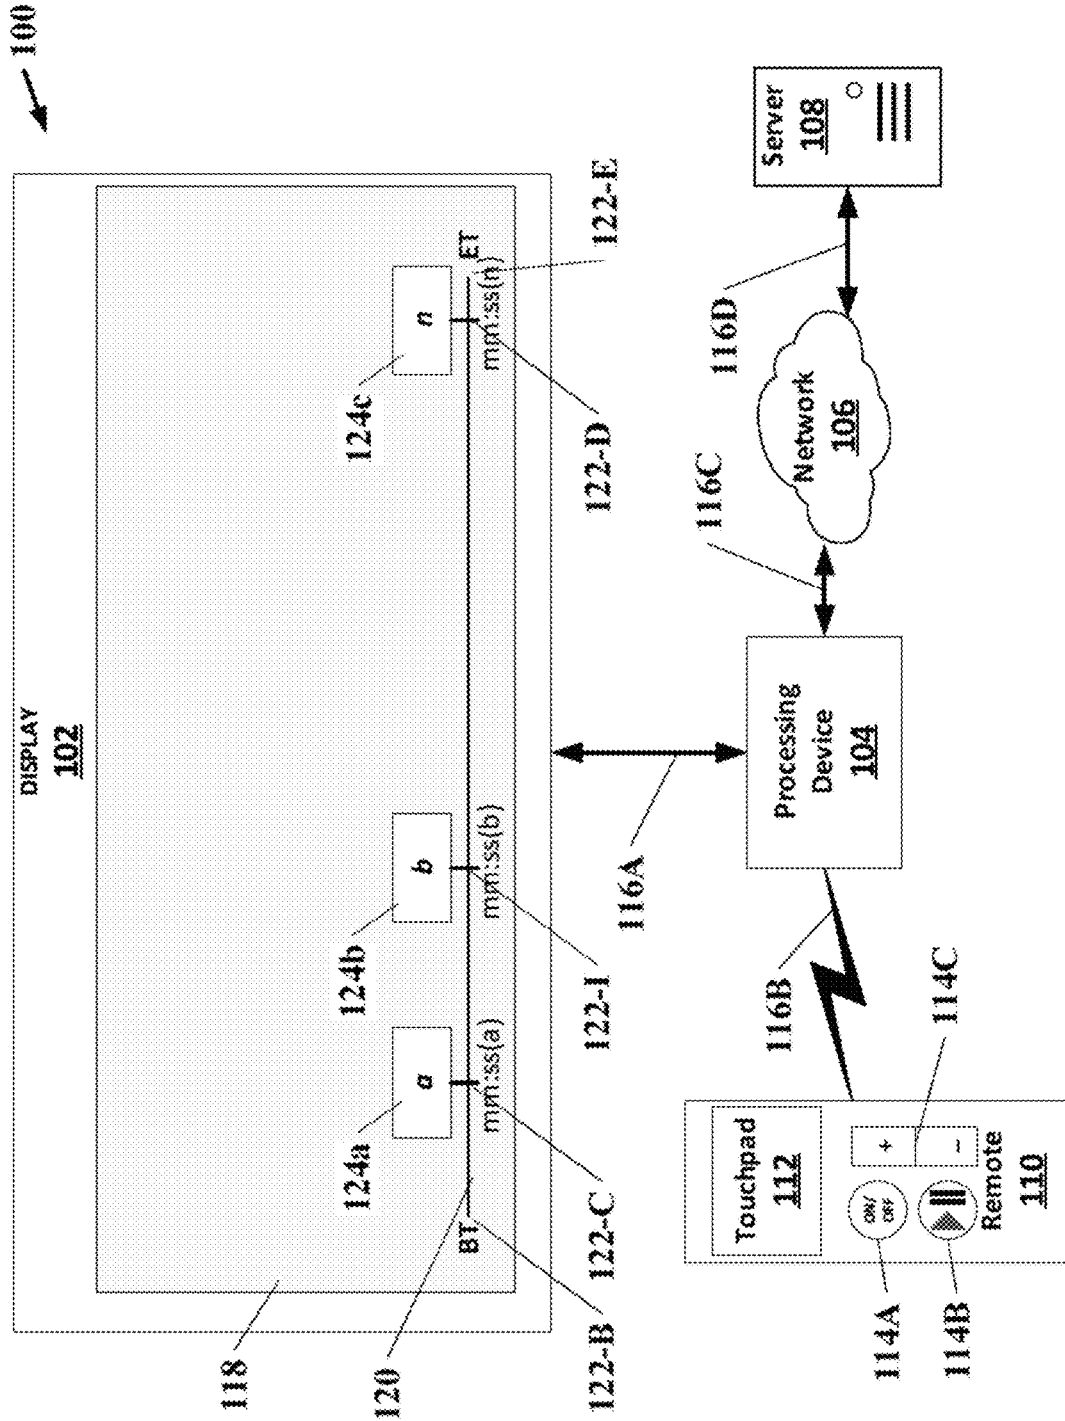 100
DISPLAY
102
118
120
124a
124b
124c
a
b
n
BT
ET
mm:ss(a)
mm:ss(b)
mm:ss(n)
122-B
122-C
122-I
122-D
122-E
116A
116B
116C
116D
Touchpad
112
ON/
OFF
+
–
Remote
110
114A
114B
114C
Processing
Device
104
Network
106
Server
108